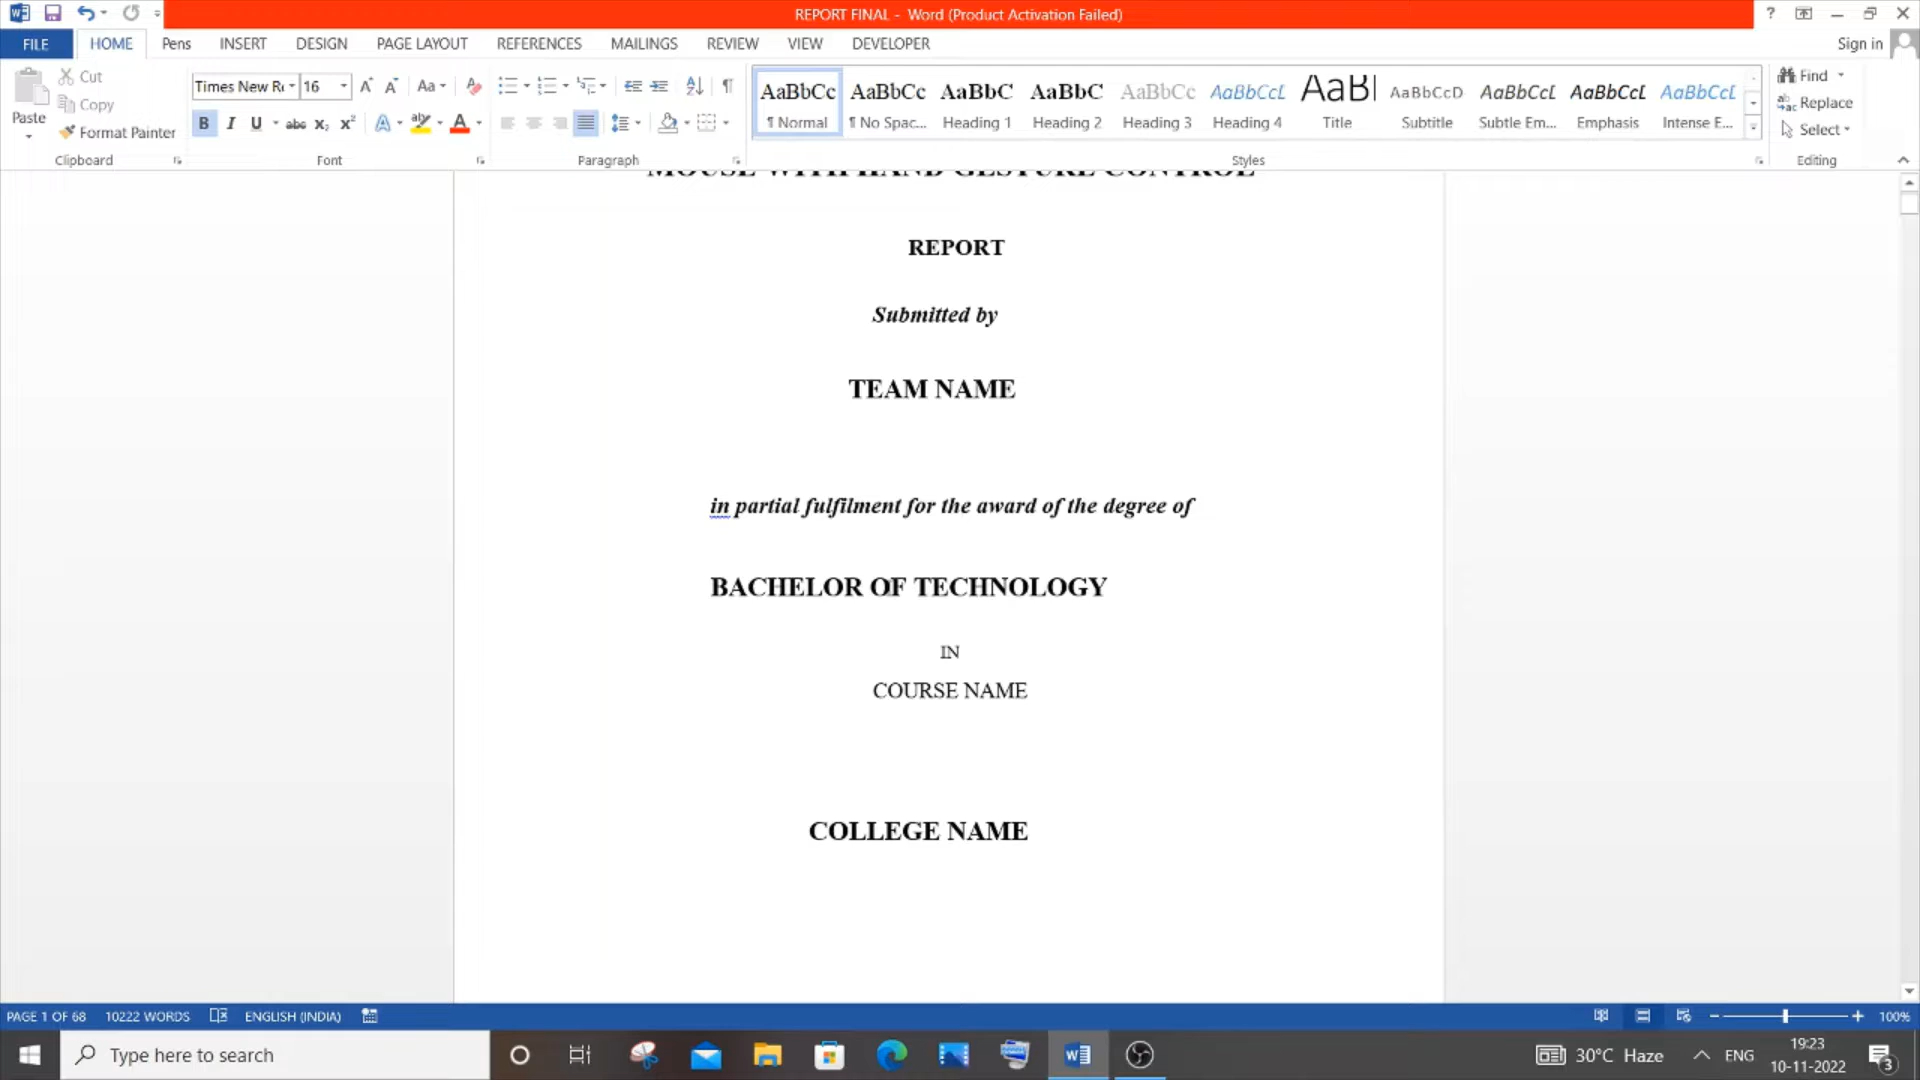 REPORT FINAL - Word (Product Activation Failed)
FILE HOME Pens INSERT DESIGN PAGE LAYOUT REFERENCES MAILINGS REVIEW VIEW DEVELOPER Sign in
Paste
Cut
Copy
Format Painter
Clipboard
Times New R 16
Font
Paragraph
AaBbCc AaBbCc AaBbC AaBbC AaBbCc AaBbCcL AaBl AaBbCcD AaBbCcL AaBbCcL AaBbCcL
¶ Normal ¶ No Spac... Heading 1 Heading 2 Heading 3 Heading 4 Title Subtitle Subtle Em... Emphasis Intense E...
Styles
Find
Replace
Select
Editing
MOUSE WITH HAND GESTURE CONTROL
REPORT
Submitted by
TEAM NAME
in partial fulfilment for the award of the degree of
BACHELOR OF TECHNOLOGY
IN
COURSE NAME
COLLEGE NAME
PAGE 1 OF 68 10222 WORDS ENGLISH (INDIA) 100%
Type here to search
30°C Haze ENG
19:23
10-11-2022
3